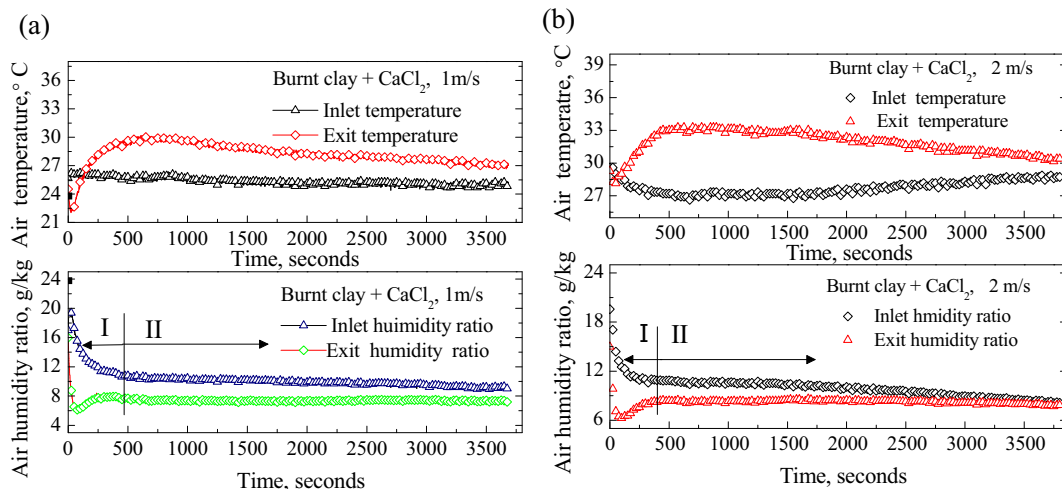 (a)
Air temperature,° C
36
33
30
27
24
21
Burnt clay + CaCl2, 1m/s
Inlet temperature
Exit temperature
0 500 1000 1500 2000 2500 3000 3500
Time, seconds
Air humidity ratio, g/kg
24
20
16
12
8
4
0
Burnt clay + CaCl2, 1m/s
I II
Inlet huimidity ratio
Exit humidity ratio
0 500 1000 1500 2000 2500 3000 3500
Time, seconds
(b)
Air temperatre, °C
39
36
33
30
27
Burnt clay + CaCl2, 2 m/s
Inlet temperature
Exit temperature
0 500 1000 1500 2000 2500 3000 3500
Time, seconds
Air humidity ratio, g/kg
24
18
12
6
Burnt clay + CaCl2, 2 m/s
I II
Inlet hmidity ratio
Exit humidity ratio
0 500 1000 1500 2000 2500 3000 3500
Time, seconds